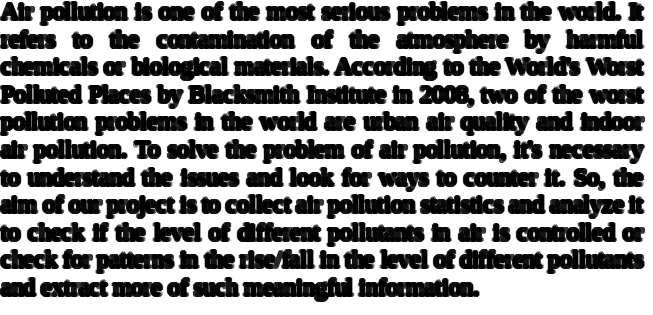 Air pollution is one of the most serious problems in the world. It
refers to the contamination of the atmosphere by harmful
chemicals or biological materials. According to the World's Worst
Polluted Places by Blacksmith Institute in 2008, two of the worst
pollution problems in the world are urban air quality and indoor
air pollution. To solve the problem of air pollution, it's necessary
to understand the issues and look for ways to counter it. So, the
aim of our project is to collect air pollution statistics and analyze it
to check if the level of different pollutants in air is controlled or
check for patterns in the rise/fall in the level of different pollutants
and extract more of such meaningful information.